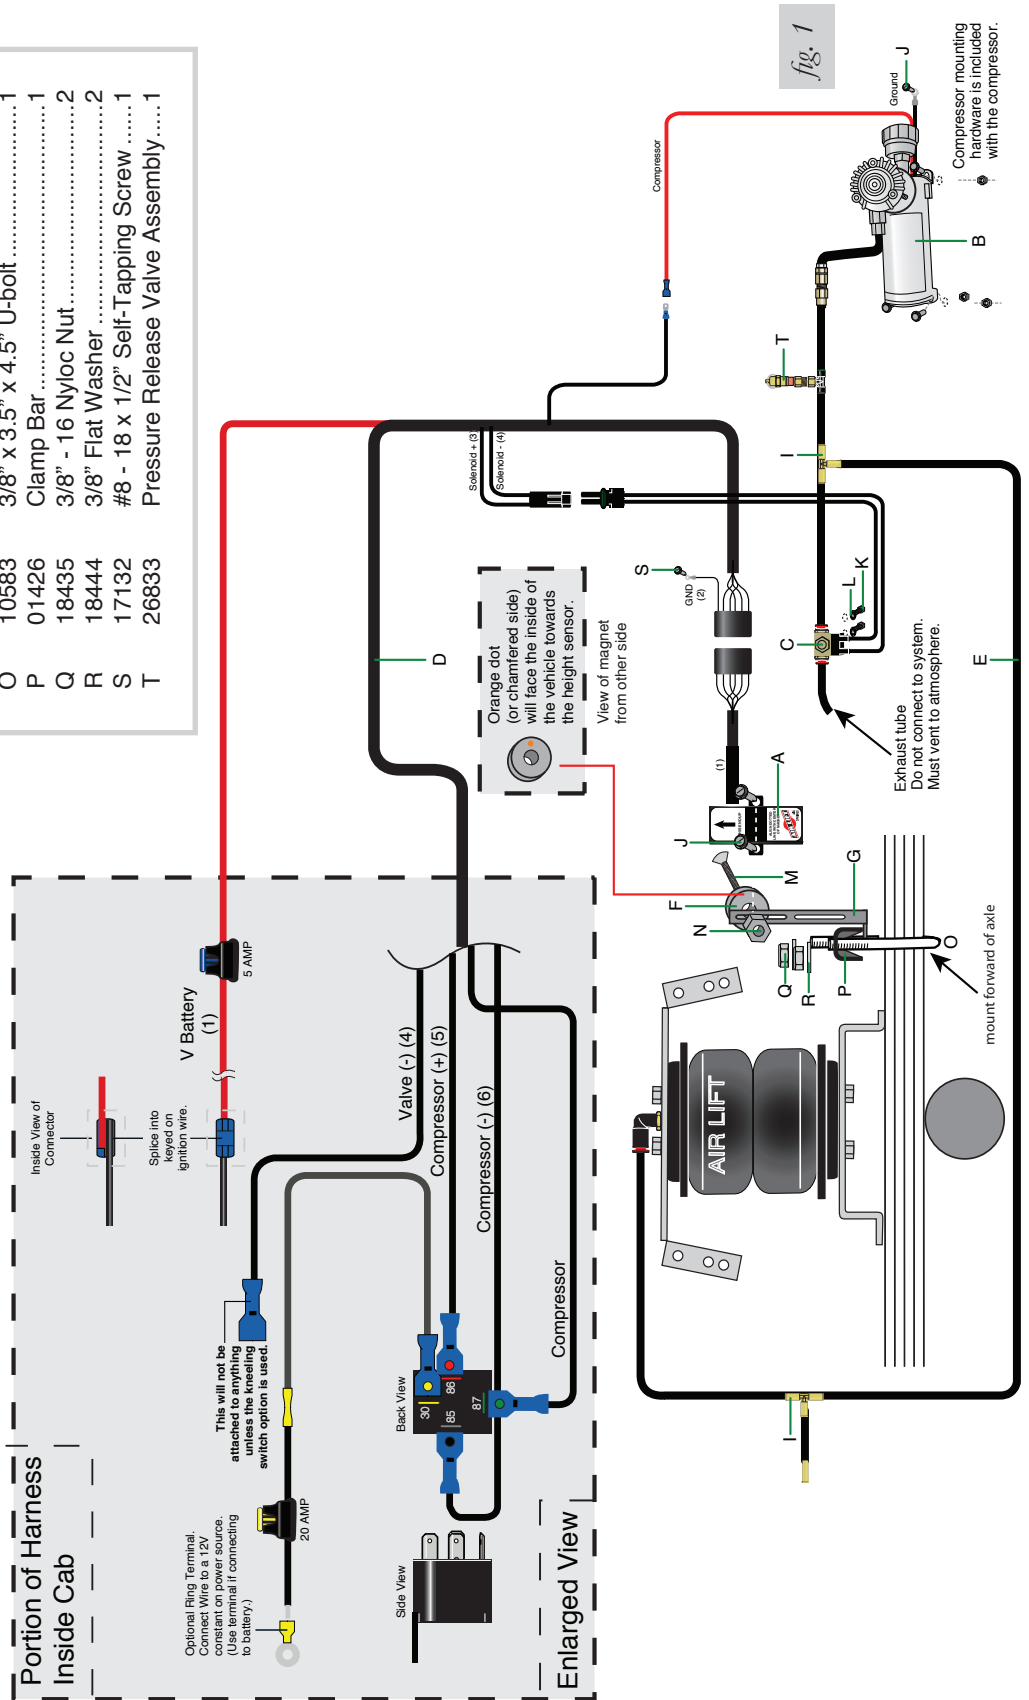 O 10583 3/8” x 3.5” x 4.5” U-bolt 1
P 01426 Clamp Bar 1
Q 18435 3/8” - 16 Nyloc Nut 2
R 18444 3/8” Flat Washer 2
S 17132 #8 - 18 x 1/2” Self-Tapping Screw 1
T 26833 Pressure Release Valve Assembly 1
fig. 1
Portion of Harness
Inside Cab
Inside View of
Connector
Splice into
keyed on
ignition wire.
V Battery
(1)
5 AMP
This will not be
attached to anything
unless the kneeling
switch option is used.
Optional Ring Terminal.
Connect Wire to a 12V
constant on power source.
(Use terminal if connecting
to battery.)
20 AMP
Valve (-) (4)
Compressor (+) (5)
Compressor (-) (6)
Compressor
Back View
30
86
85
87
Side View
Enlarged View
D
Orange dot
(or chamfered side)
will face the inside of
the vehicle towards
the height sensor.
View of magnet
from other side
Solenoid + (3)
Solenoid - (4)
Compressor
Ground
J
Compressor mounting
hardware is included
with the compressor.
B
T
I
S
GND
(2)
L
K
C
E
Exhaust tube
Do not connect to system.
Must vent to atmosphere.
(1)
A
J
M
F
N
G
Q
R
P
O
mount forward of axle
AIR LIFT
I